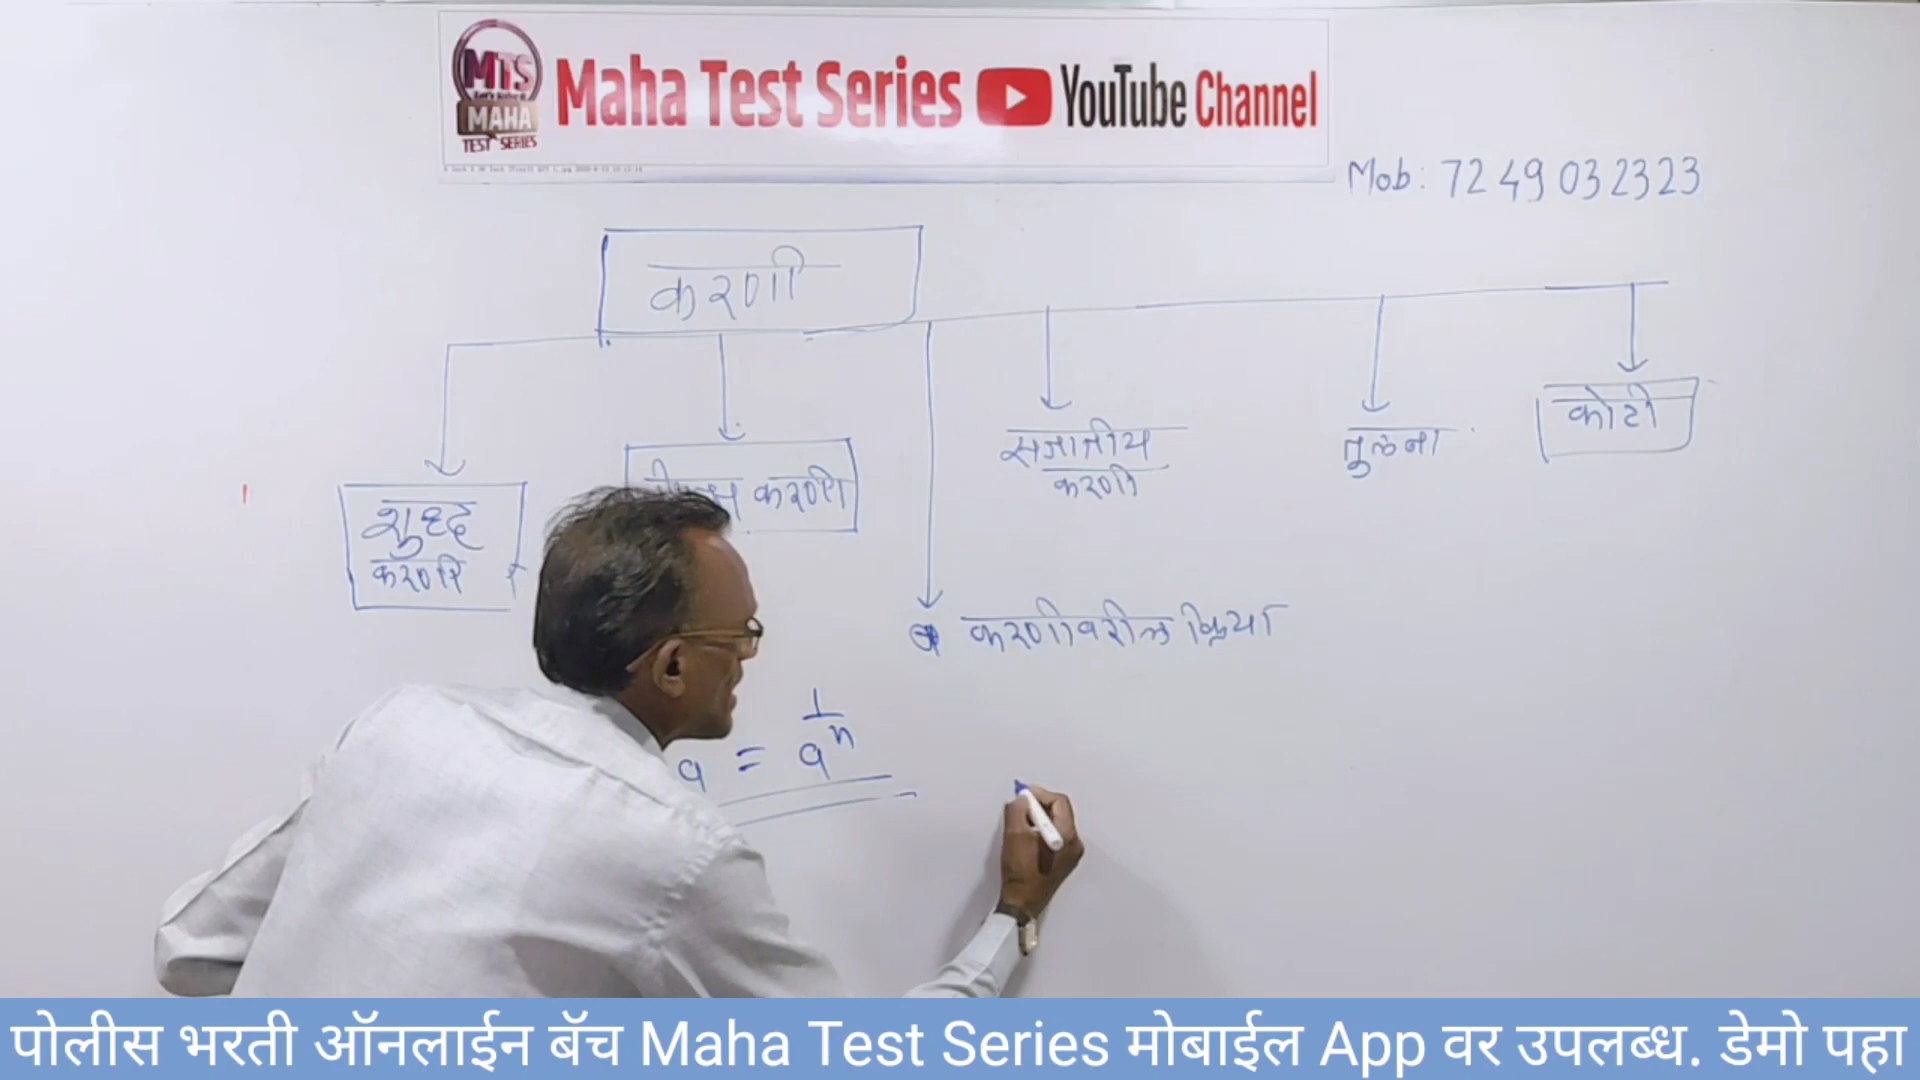 MTS
MAHA
TEST SERIES
Maha Test Series YouTube Channel
Mob: 7249032323
करणी
शुध्द
करणी
करणी
सजातीय
करणी
तुलना
कोटी
करणीवरील क्रिया
a = a^(1/n)
पोलीस भरती ऑनलाईन बॅच Maha Test Series मोबाईल App वर उपलब्ध. डेमो पहा